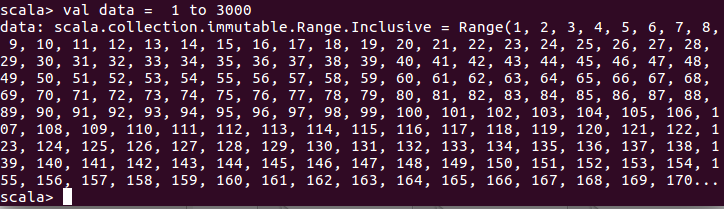 scala> val data =  1 to 3000
data: scala.collection.immutable.Range.Inclusive = Range(1, 2, 3, 4, 5, 6, 7, 8,
 9, 10, 11, 12, 13, 14, 15, 16, 17, 18, 19, 20, 21, 22, 23, 24, 25, 26, 27, 28,
29, 30, 31, 32, 33, 34, 35, 36, 37, 38, 39, 40, 41, 42, 43, 44, 45, 46, 47, 48,
49, 50, 51, 52, 53, 54, 55, 56, 57, 58, 59, 60, 61, 62, 63, 64, 65, 66, 67, 68,
69, 70, 71, 72, 73, 74, 75, 76, 77, 78, 79, 80, 81, 82, 83, 84, 85, 86, 87, 88,
89, 90, 91, 92, 93, 94, 95, 96, 97, 98, 99, 100, 101, 102, 103, 104, 105, 106, 1
07, 108, 109, 110, 111, 112, 113, 114, 115, 116, 117, 118, 119, 120, 121, 122, 1
23, 124, 125, 126, 127, 128, 129, 130, 131, 132, 133, 134, 135, 136, 137, 138, 1
39, 140, 141, 142, 143, 144, 145, 146, 147, 148, 149, 150, 151, 152, 153, 154, 1
55, 156, 157, 158, 159, 160, 161, 162, 163, 164, 165, 166, 167, 168, 169, 170...
scala>